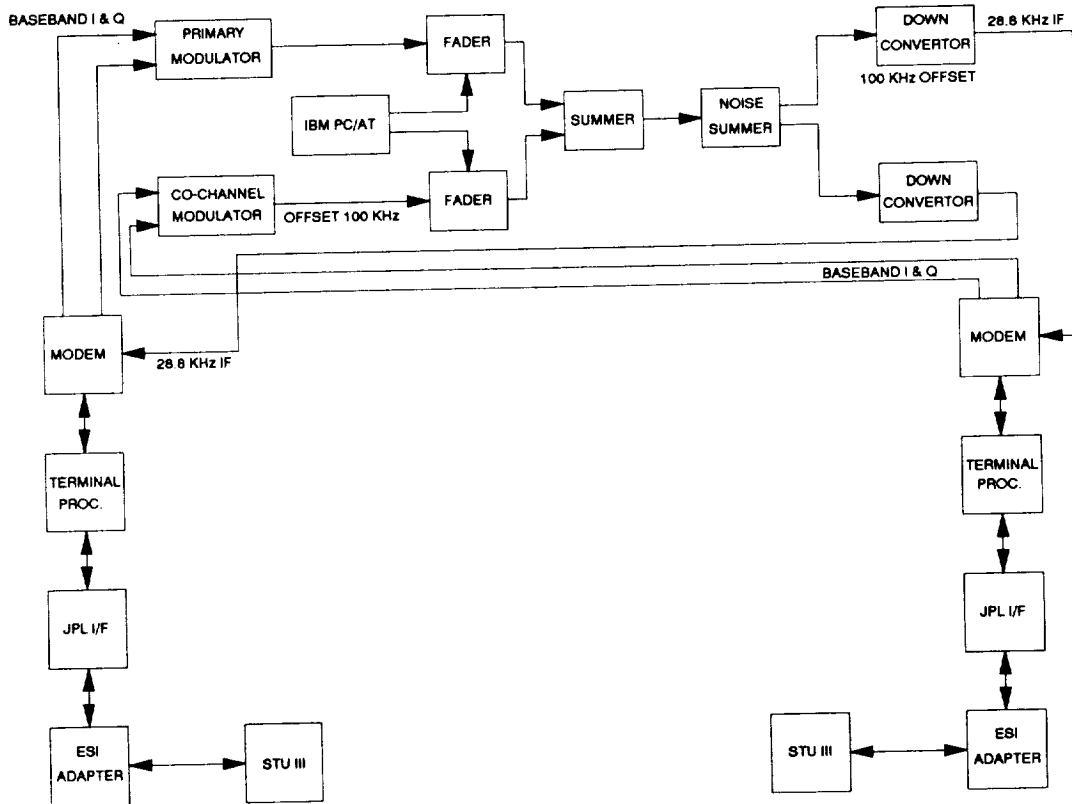 BASEBAND I & Q
PRIMARY
MODULATOR
FADER
DOWN
CONVERTOR
28.8 KHz IF
100 KHz OFFSET
IBM PC/AT
SUMMER
NOISE
SUMMER
CO-CHANNEL
MODULATOR
OFFSET 100 KHz
FADER
DOWN
CONVERTOR
BASEBAND I & Q
MODEM
28.8 KHz IF
MODEM
TERMINAL
PROC.
TERMINAL
PROC.
JPL I/F
JPL I/F
ESI
ADAPTER
STU III
STU III
ESI
ADAPTER